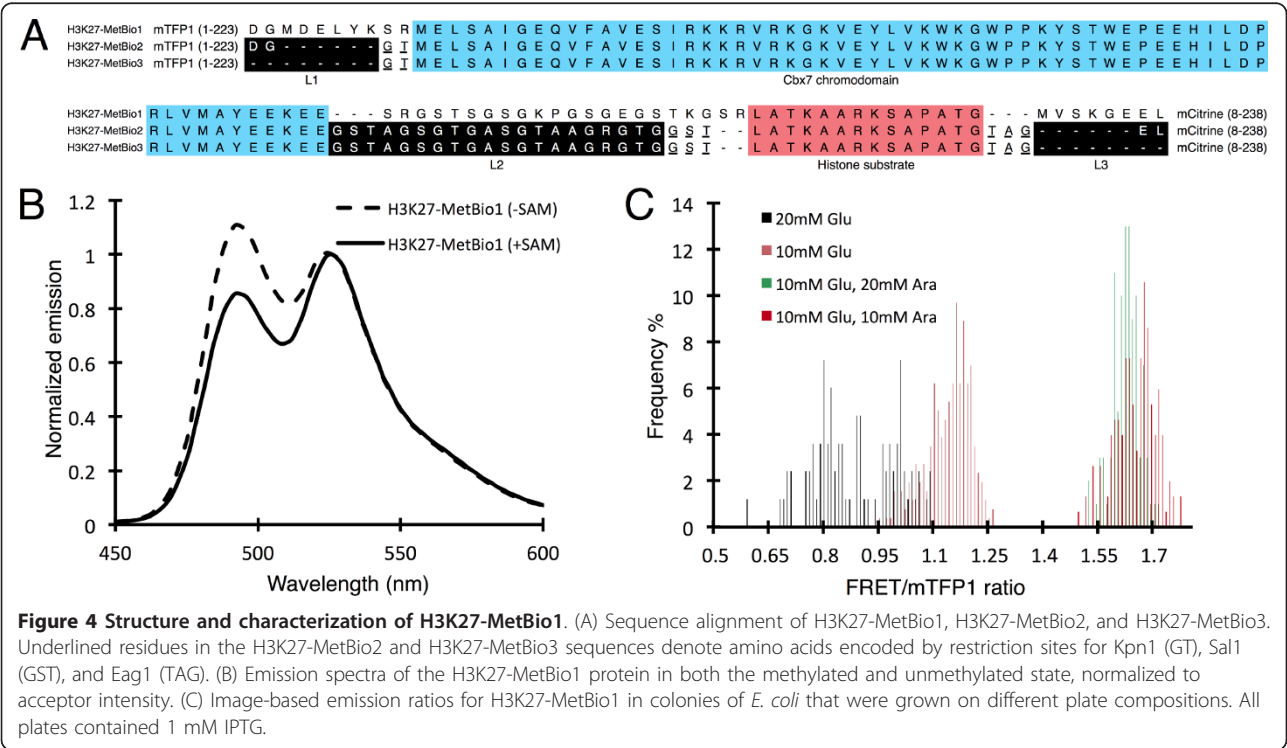 A
H3K27-MetBio1 mTFP1 (1-223) D G M D E L Y K S R M E L S A I G E Q V F A V E S I R K K R V R K G K V E Y L V K W K G W P P K Y S T W E P E E H I L D P
H3K27-MetBio2 mTFP1 (1-223) D G - - - - - - G T M E L S A I G E Q V F A V E S I R K K R V R K G K V E Y L V K W K G W P P K Y S T W E P E E H I L D P
H3K27-MetBio3 mTFP1 (1-223) - - - - - - - - G T M E L S A I G E Q V F A V E S I R K K R V R K G K V E Y L V K W K G W P P K Y S T W E P E E H I L D P
L1 Cbx7 chromodomain
H3K27-MetBio1 R L V M A Y E E K E E - - - S R G S T S G S G K P G S G E G S T K G S R L A T K A A R K S A P A T G - - - M V S K G E E L mCitrine (8-238)
H3K27-MetBio2 R L V M A Y E E K E E G S T A G S G T G A S G T A A G R G T G G S T - - L A T K A A R K S A P A T G T A G - - - - - - E L mCitrine (8-238)
H3K27-MetBio3 R L V M A Y E E K E E G S T A G S G T G A S G T A A G R G T G G S T - - L A T K A A R K S A P A T G T A G - - - - - - - - mCitrine (8-238)
L2 Histone substrate L3
B
H3K27-MetBio1 (-SAM)
H3K27-MetBio1 (+SAM)
1.2
1
0.8
0.6
0.4
0.2
0
Normalized emission
450 500 550 600
Wavelength (nm)
C
20mM Glu
10mM Glu
10mM Glu, 20mM Ara
10mM Glu, 10mM Ara
14
12
10
8
6
4
2
0
Frequency %
0.5 0.65 0.8 0.95 1.1 1.25 1.4 1.55 1.7
FRET/mTFP1 ratio
Figure 4 Structure and characterization of H3K27-MetBio1. (A) Sequence alignment of H3K27-MetBio1, H3K27-MetBio2, and H3K27-MetBio3.
Underlined residues in the H3K27-MetBio2 and H3K27-MetBio3 sequences denote amino acids encoded by restriction sites for Kpn1 (GT), Sal1
(GST), and Eag1 (TAG). (B) Emission spectra of the H3K27-MetBio1 protein in both the methylated and unmethylated state, normalized to
acceptor intensity. (C) Image-based emission ratios for H3K27-MetBio1 in colonies of E. coli that were grown on different plate compositions. All
plates contained 1 mM IPTG.